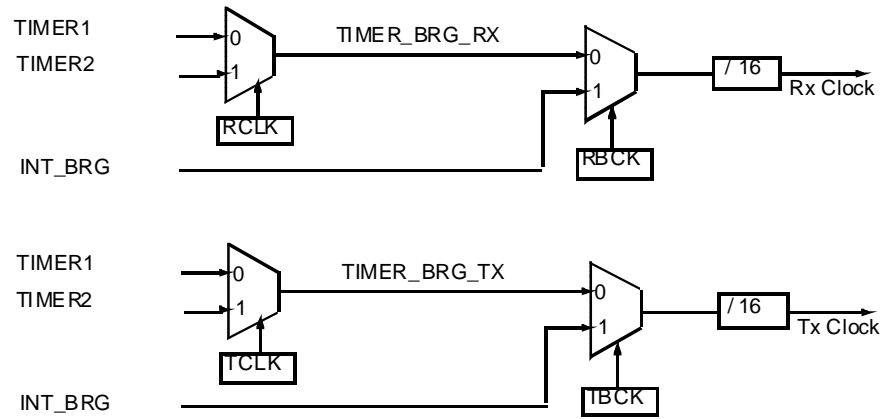 TIMER1
0
TIMER_BRG_RX
TIMER2
1
0
/ 16
1
Rx Clock
RCLK
INT_BRG
RBCK
TIMER1
0
TIMER_BRG_TX
TIMER2
1
0
/ 16
1
Tx Clock
TCLK
INT_BRG
TBCK